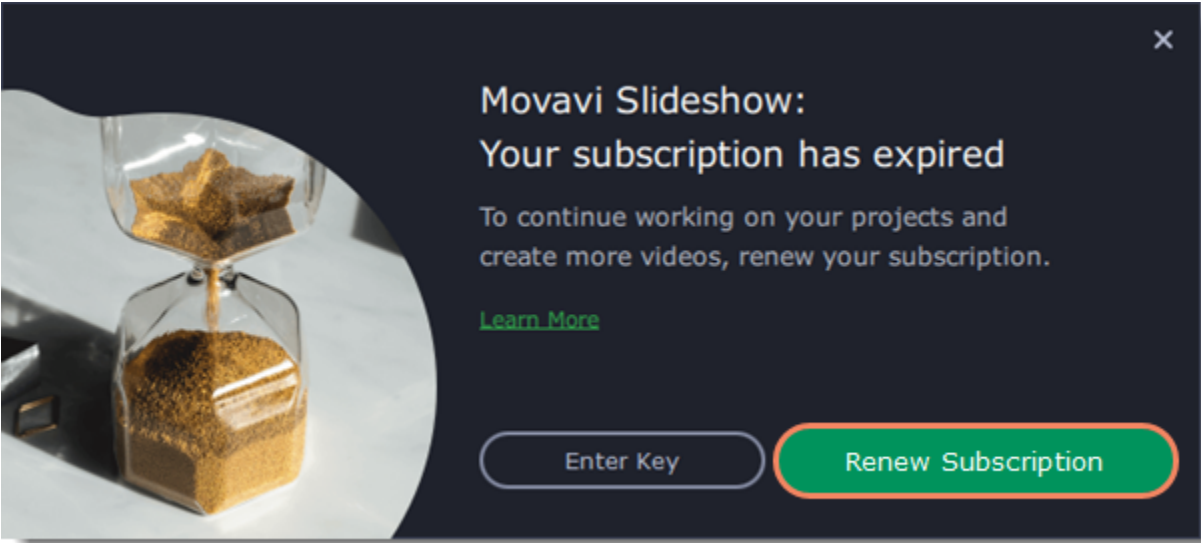 Movavi Slideshow:
Your subscription has expired
To continue working on your projects and
create more videos, renew your subscription.
Learn More
Enter Key
Renew Subscription